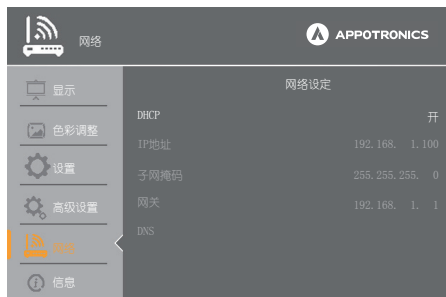 网络
APPOTRONICS
网络设定
显示
色彩调整
设置
高级设置
信息
DHCP 开
IP地址 192.168. 1.100
子网掩码 255.255.255. 0
网关 192.168. 1. 1
DNS